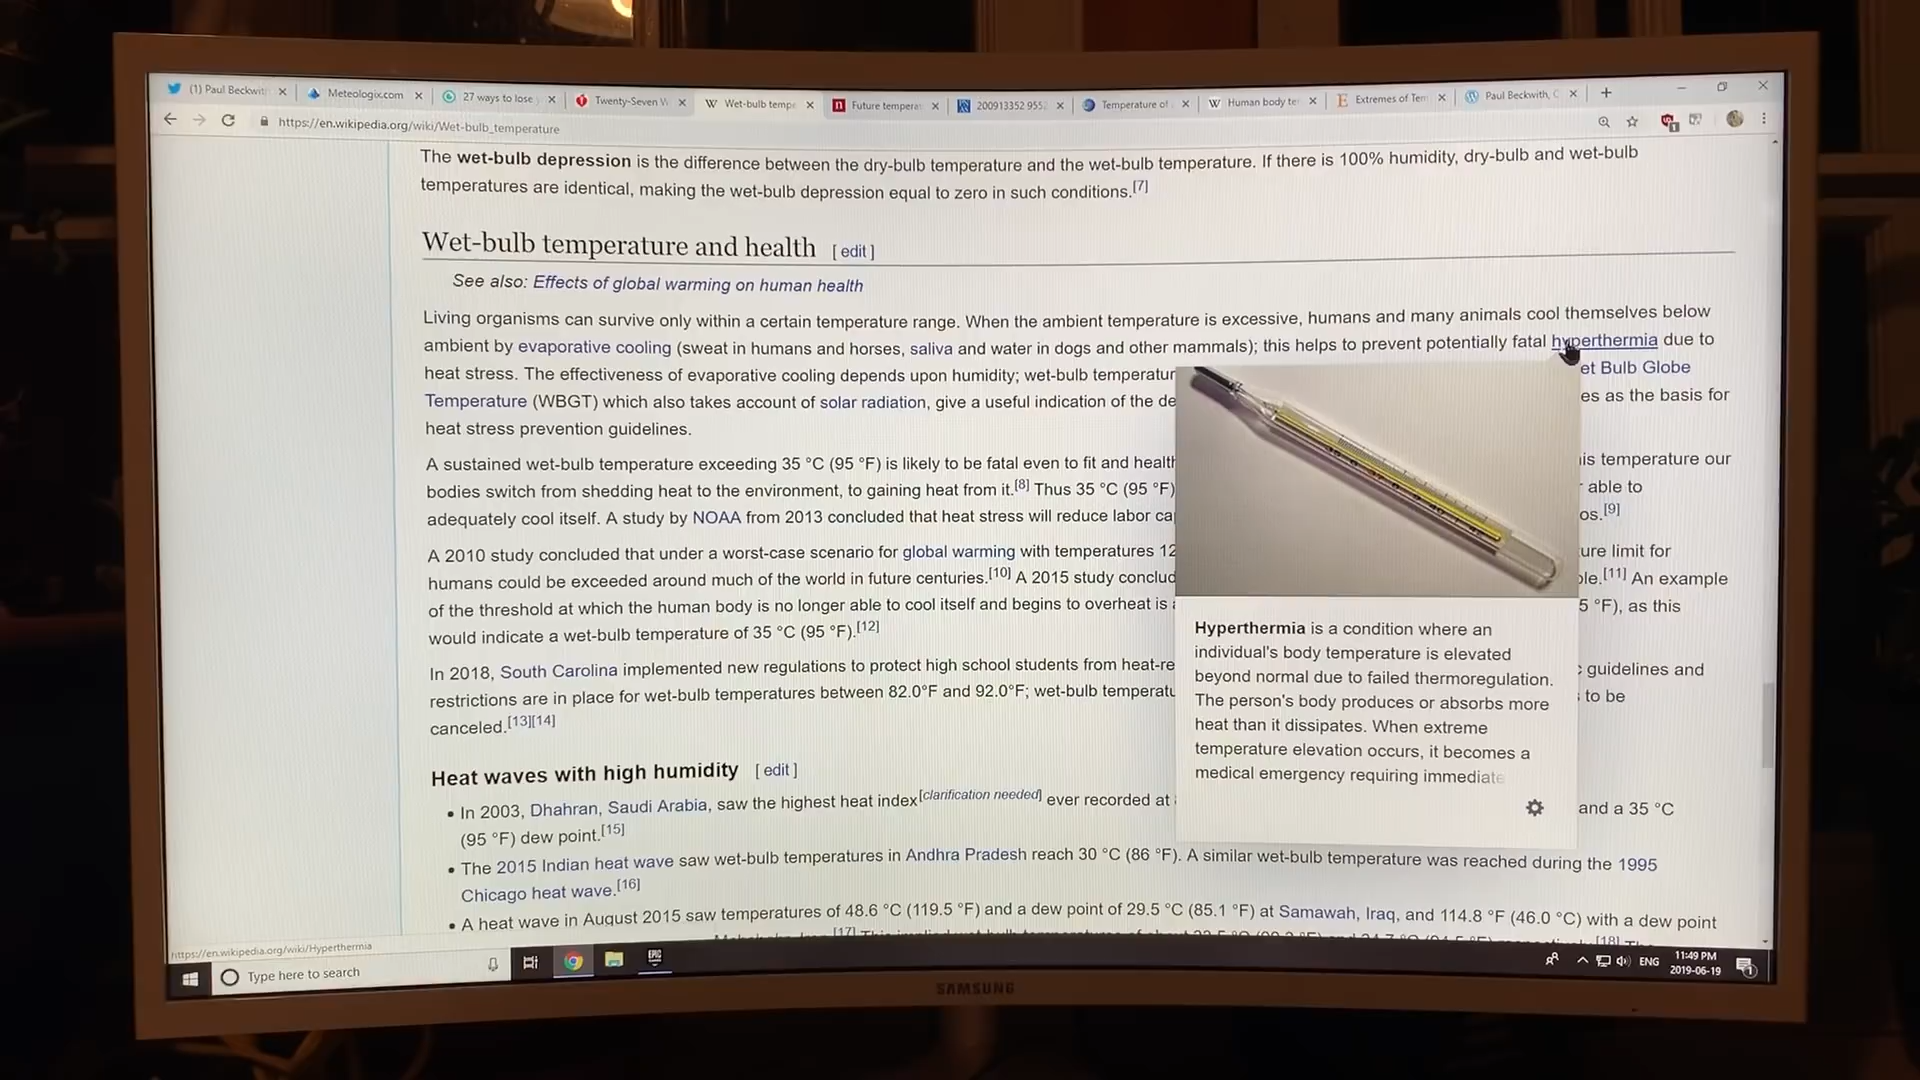 (1) Paul Beckwith
Meteologix.com
27 ways to lose
Twenty-Seven W
Wet-bulb tempe
Future tempera
200913352 955
Temperature of
Human body te
Extremes of Tem
Paul Beckwith, C
https://en.wikipedia.org/wiki/Wet-bulb_temperature
The wet-bulb depression is the difference between the dry-bulb temperature and the wet-bulb temperature. If there is 100% humidity, dry-bulb and wet-bulb
temperatures are identical, making the wet-bulb depression equal to zero in such conditions.[7]
Wet-bulb temperature and health [ edit ]
See also: Effects of global warming on human health
Living organisms can survive only within a certain temperature range. When the ambient temperature is excessive, humans and many animals cool themselves below
ambient by evaporative cooling (sweat in humans and horses, saliva and water in dogs and other mammals); this helps to prevent potentially fatal hyperthermia due to
heat stress. The effectiveness of evaporative cooling depends upon humidity; wet-bulb temperatur et Bulb Globe
Temperature (WBGT) which also takes account of solar radiation, give a useful indication of the de es as the basis for
heat stress prevention guidelines.
A sustained wet-bulb temperature exceeding 35 °C (95 °F) is likely to be fatal even to fit and healt is temperature our
bodies switch from shedding heat to the environment, to gaining heat from it.[8] Thus 35 °C (95 °F) able to
adequately cool itself. A study by NOAA from 2013 concluded that heat stress will reduce labor ca os.[9]
A 2010 study concluded that under a worst-case scenario for global warming with temperatures 12 ure limit for
humans could be exceeded around much of the world in future centuries.[10] A 2015 study conclud ole.[11] An example
of the threshold at which the human body is no longer able to cool itself and begins to overheat is 5 °F), as this
would indicate a wet-bulb temperature of 35 °C (95 °F).[12]
In 2018, South Carolina implemented new regulations to protect high school students from heat-re guidelines and
restrictions are in place for wet-bulb temperatures between 82.0°F and 92.0°F; wet-bulb temperatu to be
canceled.[13][14]
Hyperthermia is a condition where an
individual's body temperature is elevated
beyond normal due to failed thermoregulation.
The person's body produces or absorbs more
heat than it dissipates. When extreme
temperature elevation occurs, it becomes a
medical emergency requiring immediate
Heat waves with high humidity [ edit ]
• In 2003, Dhahran, Saudi Arabia, saw the highest heat index[clarification needed] ever recorded at and a 35 °C
(95 °F) dew point.[15]
• The 2015 Indian heat wave saw wet-bulb temperatures in Andhra Pradesh reach 30 °C (86 °F). A similar wet-bulb temperature was reached during the 1995
Chicago heat wave.[16]
• A heat wave in August 2015 saw temperatures of 48.6 °C (119.5 °F) and a dew point of 29.5 °C (85.1 °F) at Samawah, Iraq, and 114.8 °F (46.0 °C) with a dew point
[17]
[18]
https://en.wikipedia.org/wiki/Hyperthermia
Type here to search
EPIC
ENG
11:49 PM
2019-06-19
SAMSUNG